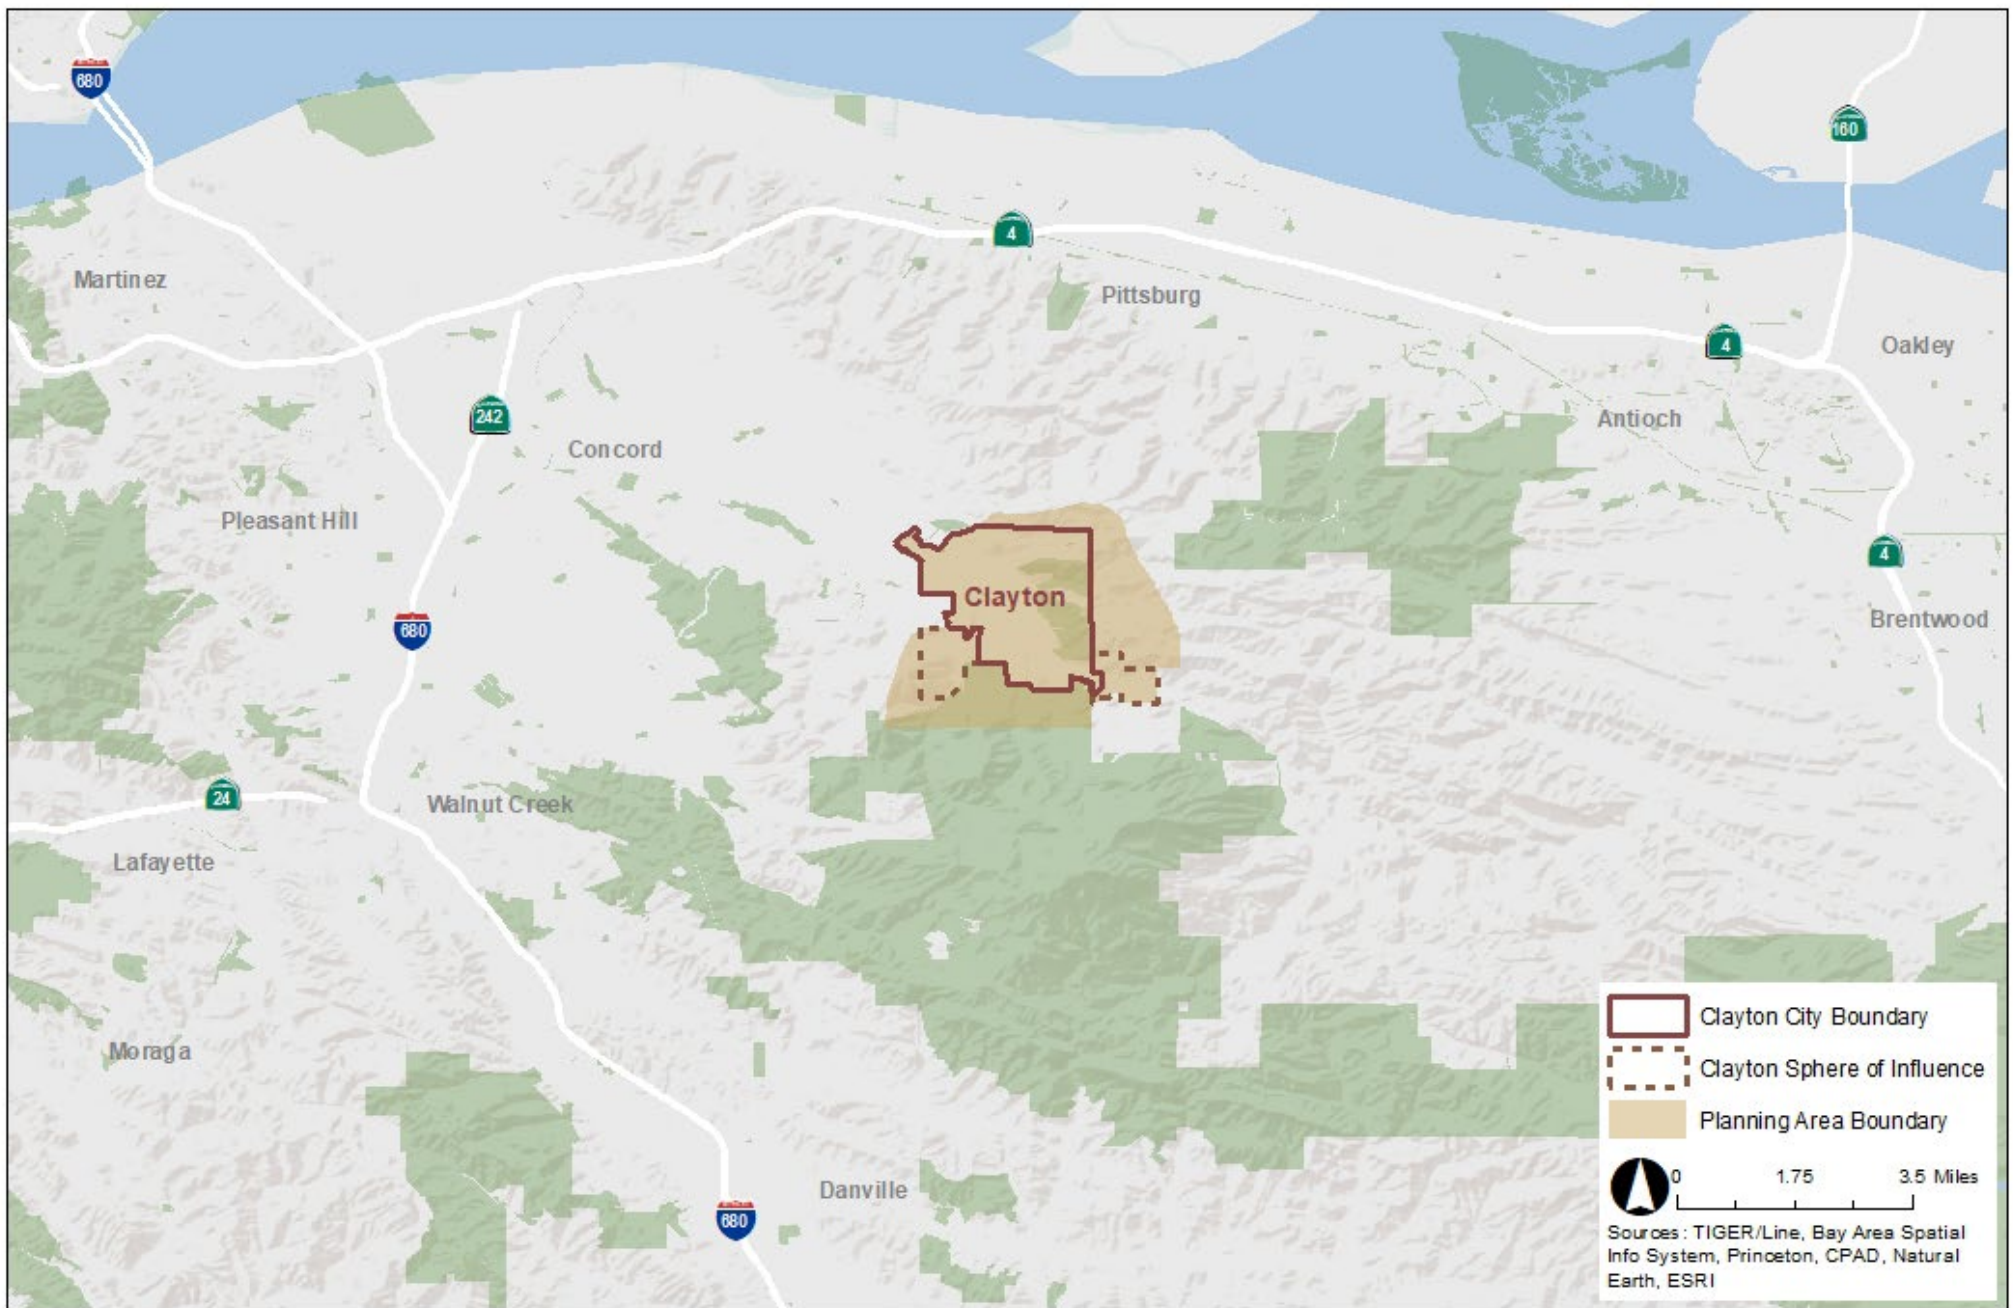 680
160
4
Martinez
Pittsburg
4
Oakley
242
Antioch
Concord
Pleasant Hill
4
Clayton
680
Brentwood
24
Walnut Creek
Lafayette
Moraga
Danville
680
Clayton City Boundary
Clayton Sphere of Influence
Planning Area Boundary
0 1.75 3.5 Miles
Sources: TIGER/Line, Bay Area Spatial
Info System, Princeton, CPAD, Natural
Earth, ESRI